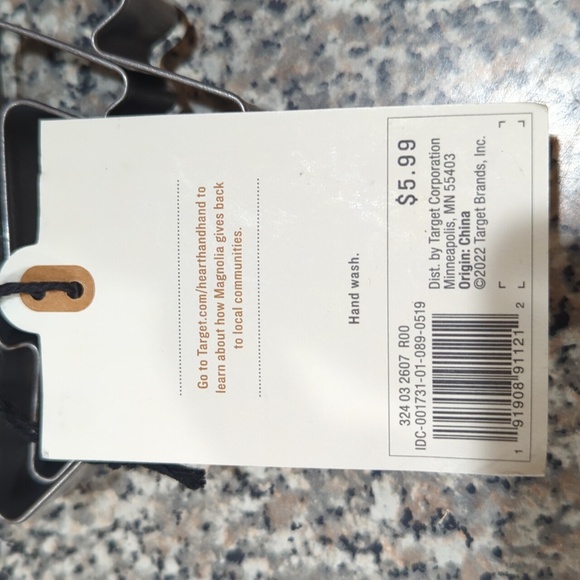 Go to Target.com/hearthandhand to
learn about how Magnolia gives back
to local communities.
Hand wash.
$5.99
324 03 2607 R00
IDC-001731-01-089-0519
1 91908 91121 2
Dist. by Target Corporation
Minneapolis, MN 55403
Origin: China
©2022 Target Brands, Inc.